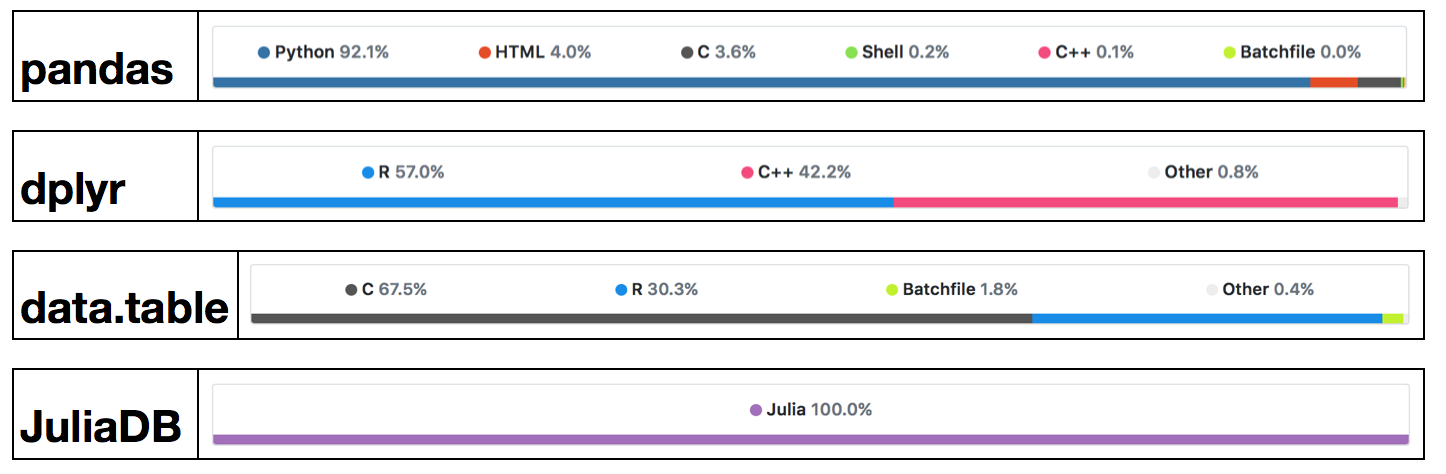 pandas
Python 92.1% HTML 4.0% C 3.6% Shell 0.2% C++ 0.1% Batchfile 0.0%
dplyr
R 57.0% C++ 42.2% Other 0.8%
data.table
C 67.5% R 30.3% Batchfile 1.8% Other 0.4%
JuliaDB
Julia 100.0%